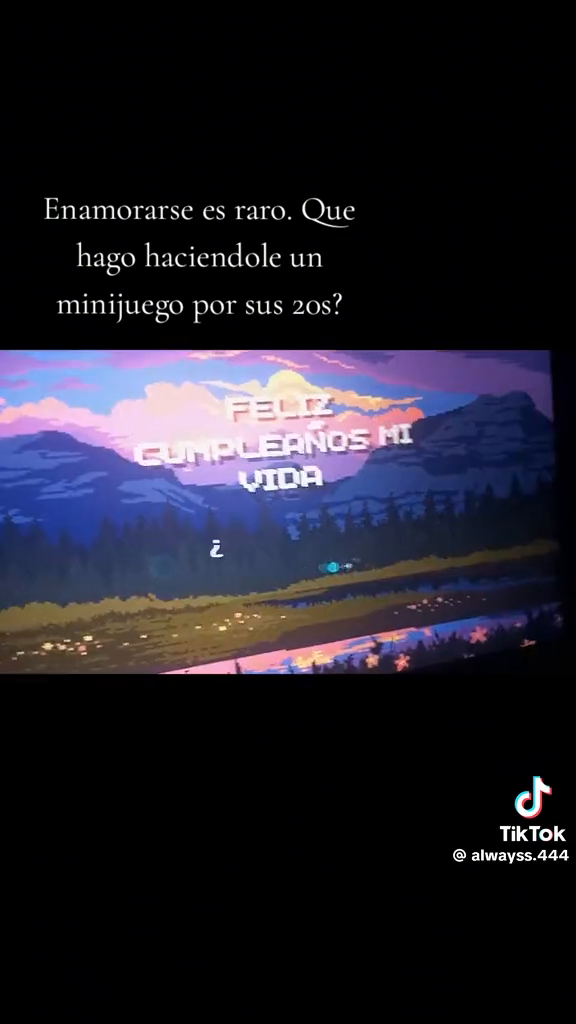 Enamorarse es raro. Que
hago haciendole un
minijuego por sus 20s?
FELIZ
CUMPLEAÑOS MI
VIDA
¿
TikTok
@ alwayss.444